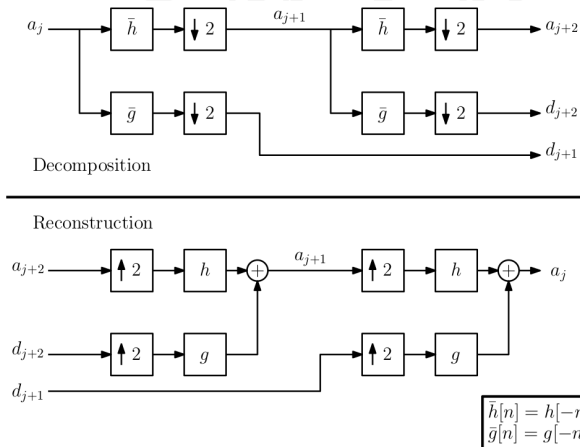 a_j h̄ ↓ 2 a_{j+1} h̄ ↓ 2 a_{j+2}
ḡ ↓ 2 ḡ ↓ 2 d_{j+2}
d_{j+1}
Decomposition
Reconstruction
a_{j+2} ↑ 2 h + a_{j+1} ↑ 2 h + a_j
d_{j+2} ↑ 2 g ↑ 2 g
d_{j+1}
h̄[n] = h[−n
ḡ[n] = g[−n